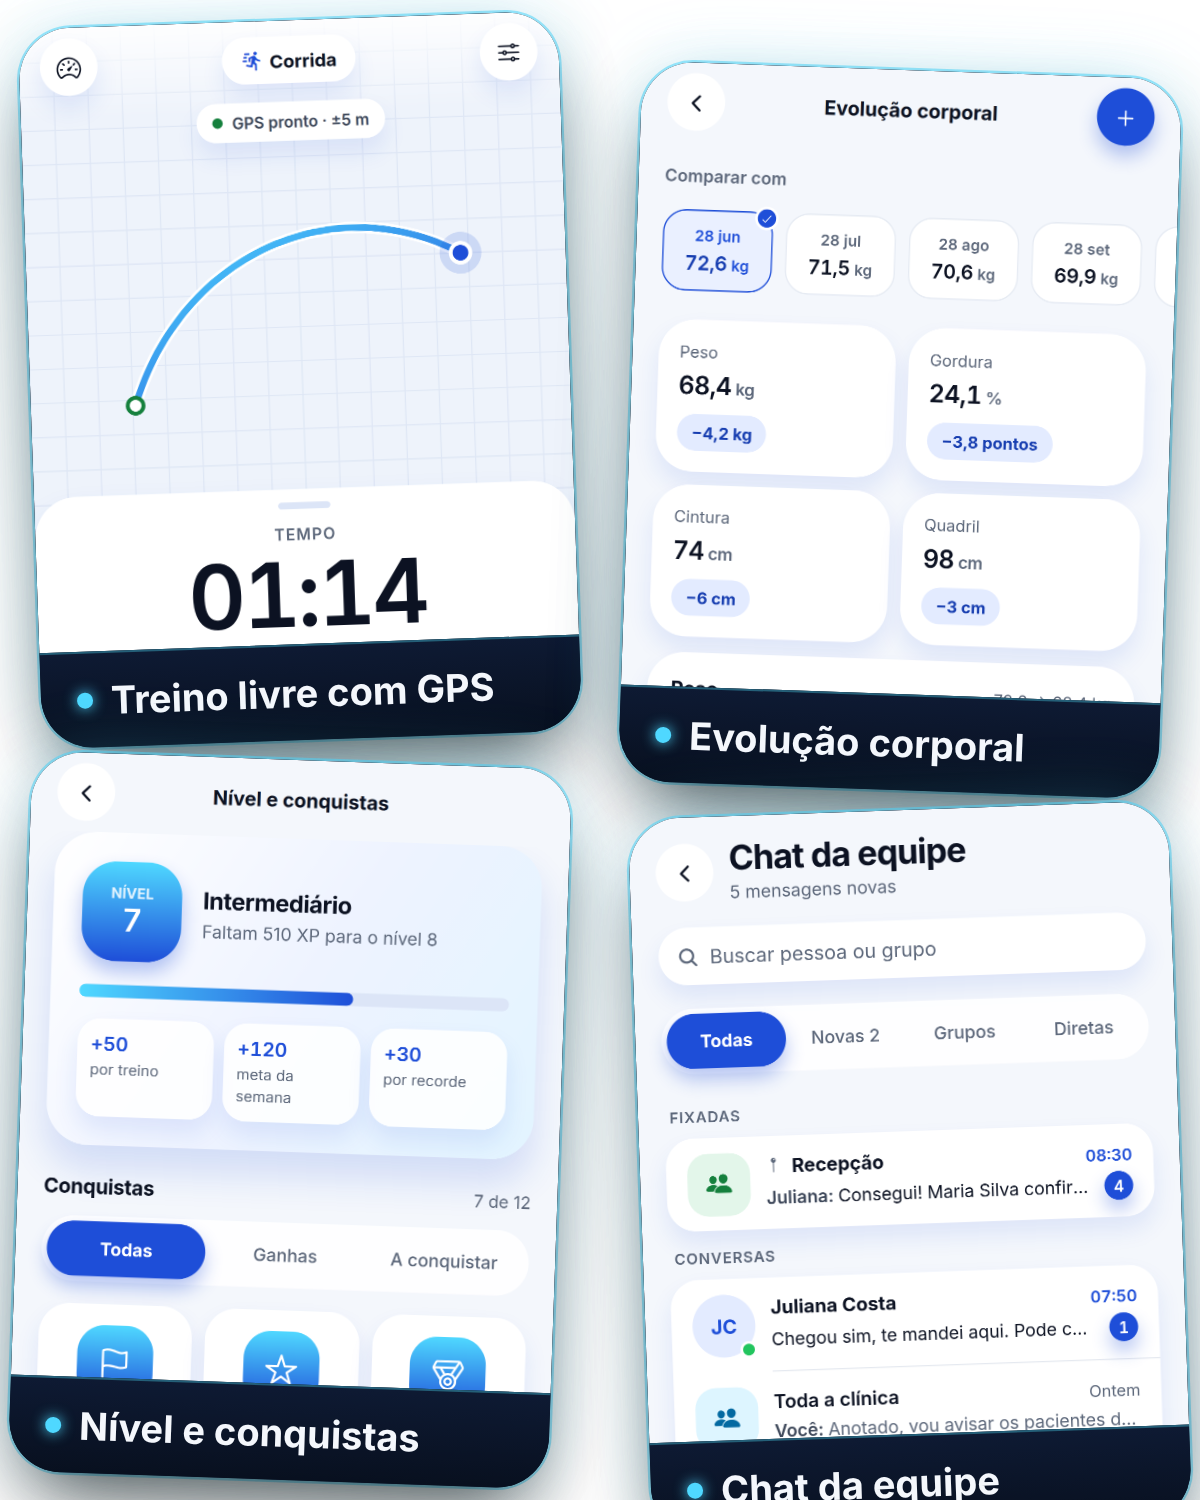 Corrida
GPS pronto · ±5 m
TEMPO
01:14
Treino livre com GPS
Evolução corporal
Comparar com
28 jun
72,6 kg
28 jul
71,5 kg
28 ago
70,6 kg
28 set
69,9 kg
Peso
68,4 kg
−4,2 kg
Gordura
24,1 %
−3,8 pontos
Cintura
74 cm
−6 cm
Quadril
98 cm
−3 cm
Peso
Evolução corporal
Nível e conquistas
NÍVEL
7
Intermediário
Faltam 510 XP para o nível 8
+50
por treino
+120
meta da
semana
+30
por recorde
Conquistas
7 de 12
Todas
Ganhas
A conquistar
Nível e conquistas
Chat da equipe
5 mensagens novas
Buscar pessoa ou grupo
Todas
Novas 2
Grupos
Diretas
FIXADAS
Recepção
08:30
Juliana: Consegui! Maria Silva confir...
4
CONVERSAS
JC
Juliana Costa
07:50
Chegou sim, te mandei aqui. Pode c...
1
Toda a clínica
Ontem
Você: Anotado, vou avisar os pacientes d...
Chat da equipe